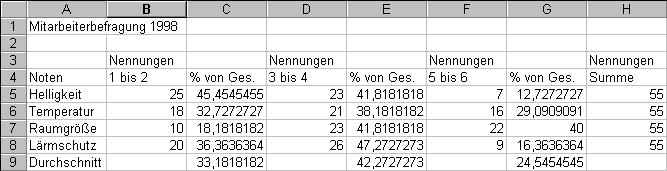 A B C D E F G H
1 Mitarbeiterbefragung 1998
2
3 Nennungen Nennungen Nennungen Nennungen
4 Noten 1 bis 2 % von Ges. 3 bis 4 % von Ges. 5 bis 6 % von Ges. Summe
5 Helligkeit 25 45,4545455 23 41,8181818 7 12,7272727 55
6 Temperatur 18 32,7272727 21 38,1818182 16 29,0909091 55
7 Raumgröße 10 18,1818182 23 41,8181818 22 40 55
8 Lärmschutz 20 36,3636364 26 47,2727273 9 16,3636364 55
9 Durchschnitt 33,1818182 42,2727273 24,5454545